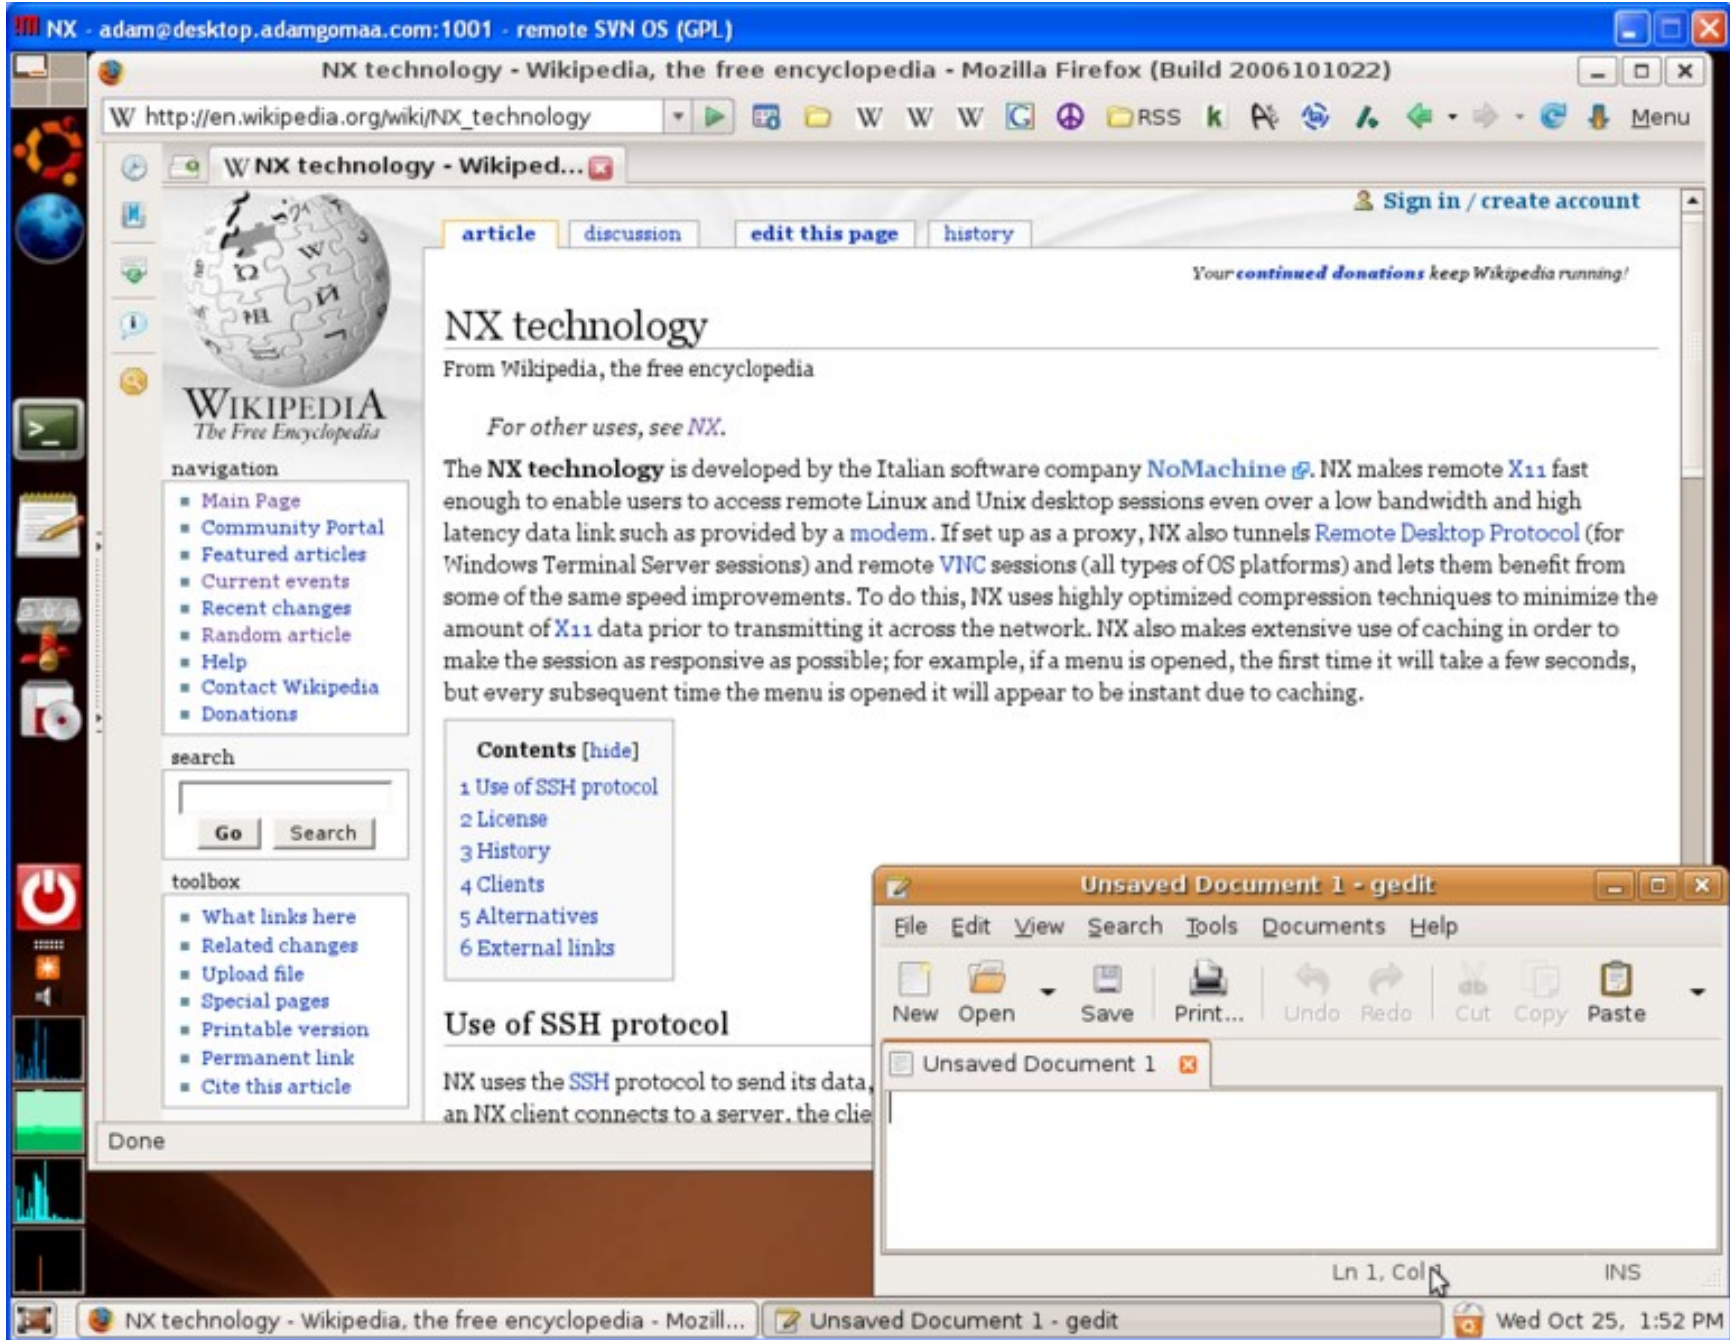 NX - adam@desktop.adamgomaa.com:1001 - remote SVN OS (GPL)
NX technology - Wikipedia, the free encyclopedia - Mozilla Firefox (Build 2006101022)
http://en.wikipedia.org/wiki/NX_technology
RSS
Menu
NX technology - Wikiped...
Sign in / create account
article discussion edit this page history
Your continued donations keep Wikipedia running!
NX technology
From Wikipedia, the free encyclopedia
For other uses, see NX.
The NX technology is developed by the Italian software company NoMachine. NX makes remote X11 fast
enough to enable users to access remote Linux and Unix desktop sessions even over a low bandwidth and high
latency data link such as provided by a modem. If set up as a proxy, NX also tunnels Remote Desktop Protocol (for
Windows Terminal Server sessions) and remote VNC sessions (all types of OS platforms) and lets them benefit from
some of the same speed improvements. To do this, NX uses highly optimized compression techniques to minimize the
amount of X11 data prior to transmitting it across the network. NX also makes extensive use of caching in order to
make the session as responsive as possible; for example, if a menu is opened, the first time it will take a few seconds,
but every subsequent time the menu is opened it will appear to be instant due to caching.
Contents [hide]
1 Use of SSH protocol
2 License
3 History
4 Clients
5 Alternatives
6 External links
Use of SSH protocol
NX uses the SSH protocol to send its data,
an NX client connects to a server, the clie
WIKIPEDIA
The Free Encyclopedia
navigation
Main Page
Community Portal
Featured articles
Current events
Recent changes
Random article
Help
Contact Wikipedia
Donations
search
Go Search
toolbox
What links here
Related changes
Upload file
Special pages
Printable version
Permanent link
Cite this article
Done
Unsaved Document 1 - gedit
File Edit View Search Tools Documents Help
New Open Save Print... Undo Redo Cut Copy Paste
Unsaved Document 1
Ln 1, Col
INS
NX technology - Wikipedia, the free encyclopedia - Mozill...
Unsaved Document 1 - gedit
Wed Oct 25, 1:52 PM